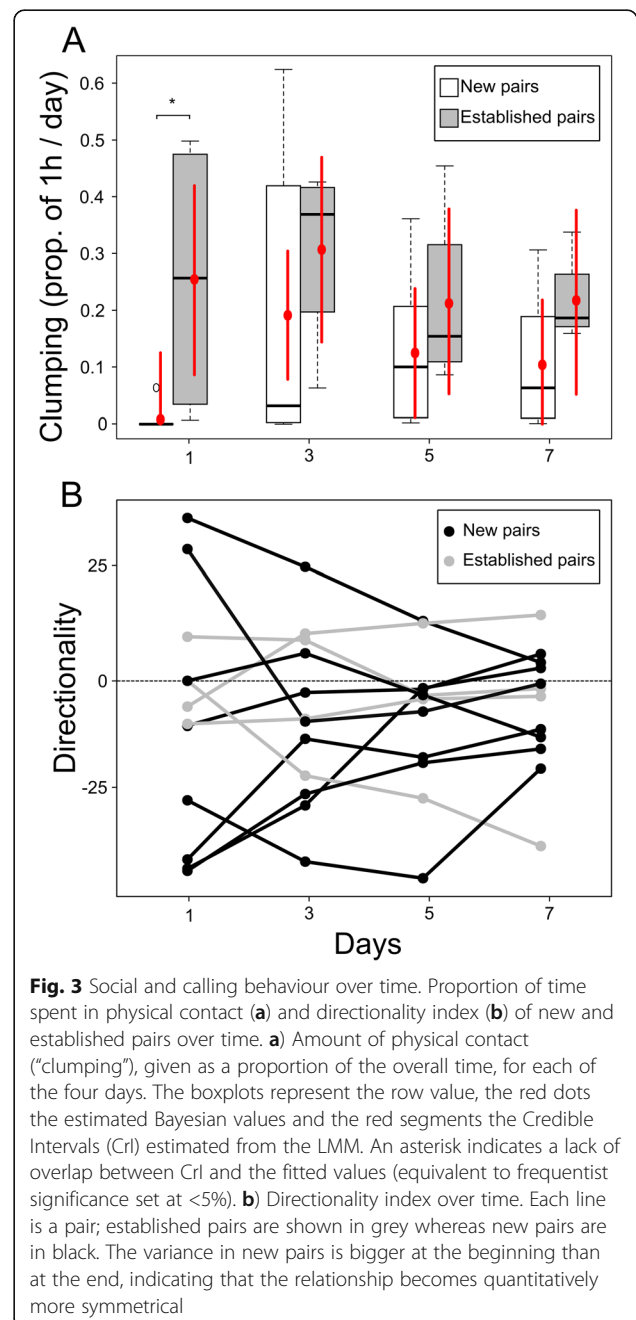 A
Clumping (prop. of 1h / day)
0.6
0.5
0.4
0.3
0.2
0.1
0
*
New pairs
Established pairs
1 3 5 7
B
Directionality
25
0
-25
New pairs
Established pairs
1 3 5 7
Days
Fig. 3 Social and calling behaviour over time. Proportion of time
spent in physical contact (a) and directionality index (b) of new and
established pairs over time. a) Amount of physical contact
(“clumping”), given as a proportion of the overall time, for each of
the four days. The boxplots represent the row value, the red dots
the estimated Bayesian values and the red segments the Credible
Intervals (CrI) estimated from the LMM. An asterisk indicates a lack of
overlap between CrI and the fitted values (equivalent to frequentist
significance set at <5%). b) Directionality index over time. Each line
is a pair; established pairs are shown in grey whereas new pairs are
in black. The variance in new pairs is bigger at the beginning than
at the end, indicating that the relationship becomes quantitatively
more symmetrical